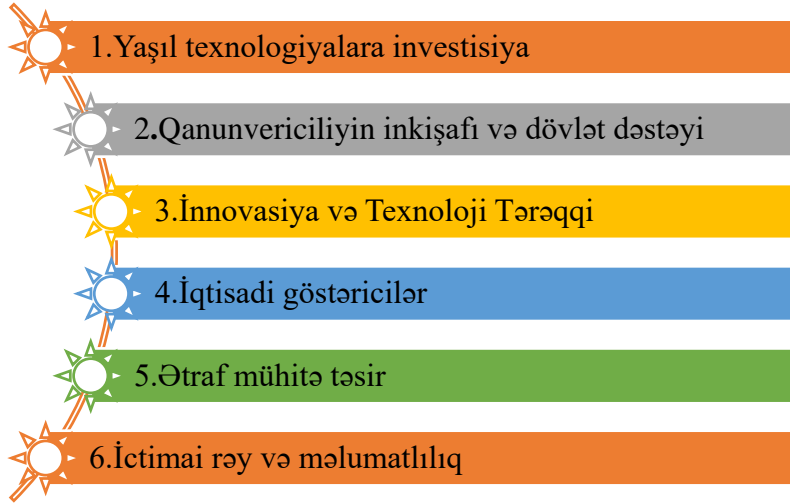 1.Yaşıl texnologiyalara investisiya
2.Qanunvericiliyin inkişafı və dövlət dəstəyi
3.İnnovasiya və Texnoloji Tərəqqi
4.İqtisadi göstəricilər
5.Ətraf mühitə təsir
6.İctimai rəy və məlumatlılıq